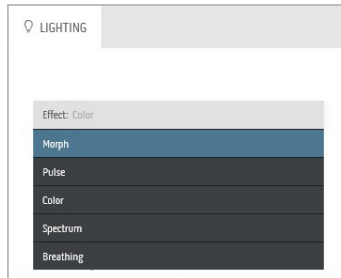 LIGHTING
Effect: Color
Morph
Pulse
Color
Spectrum
Breathing